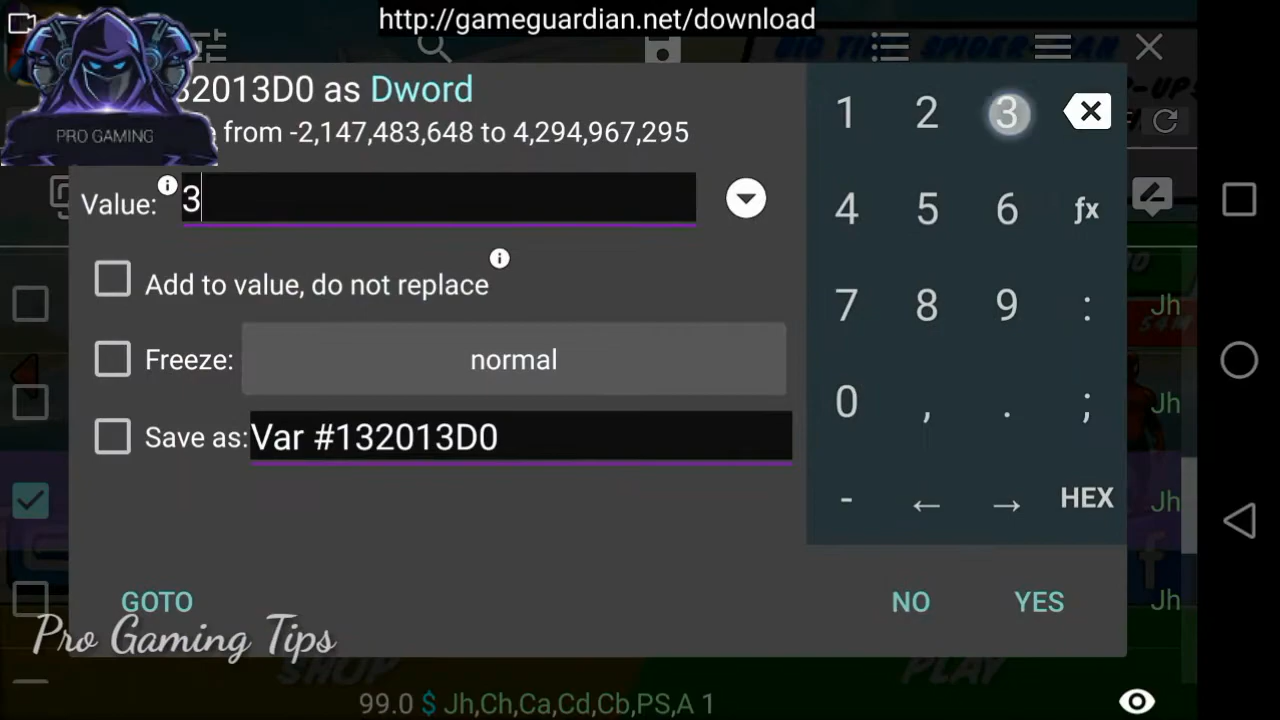 http://gameguardian.net/download
32013D0 as Dword
PRO GAMING
from -2,147,483,648 to 4,294,967,295
Value: 3
Add to value, do not replace
Freeze: normal
Save as: Var #132013D0
1 2 3
4 5 6 ƒx
7 8 9 :
0 , . ;
- ← → HEX
Jh
Jh
Jh
Jh
GOTO NO YES
Pro Gaming Tips
SHOP PLAY
99.0 $ Jh,Ch,Ca,Cd,Cb,PS,A 1